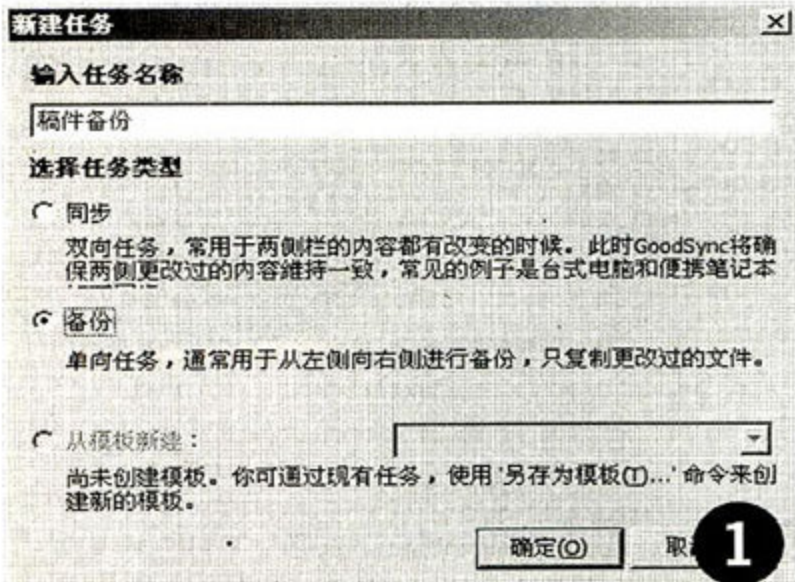 新建任务
输入任务名称
稿件备份
选择任务类型
同步
双向任务，常用于两侧栏的内容都有改变的时候。此时GoodSync将确
保两侧更改过的内容维持一致，常见的例子是台式电脑和便携笔记本
备份
单向任务，通常用于从左侧向右侧进行备份，只复制更改过的文件。
从模板新建：
尚未创建模板。你可通过现有任务，使用'另存为模板(T)...'命令来创
建新的模板。
确定(O)
取
1